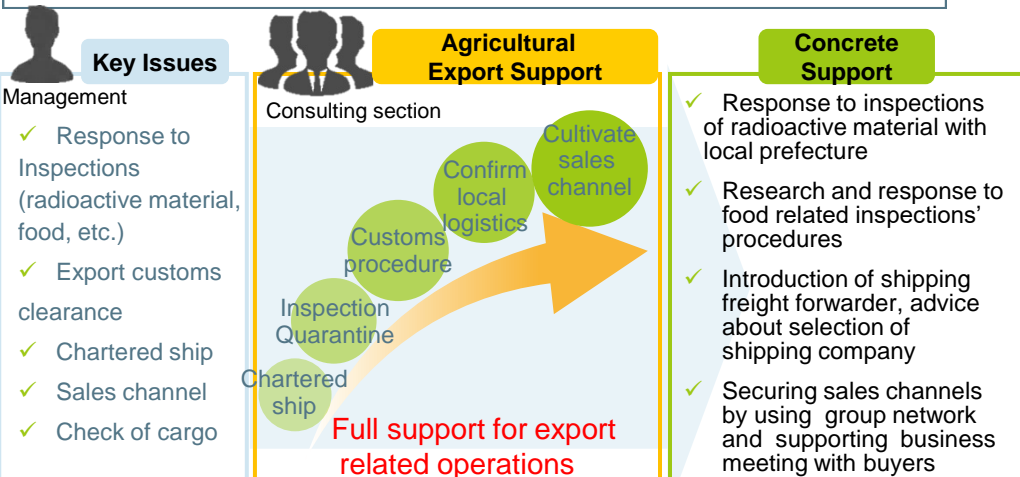 Key Issues
Management
✓ Response to
Inspections
(radioactive material,
food, etc.)
✓ Export customs
clearance
✓ Chartered ship
✓ Sales channel
✓ Check of cargo
Agricultural
Export Support
Consulting section
Cultivate
sales
channel
Confirm
local
logistics
Customs
procedure
Inspection
Quarantine
Chartered
ship
Full support for export
related operations
Concrete
Support
✓ Response to inspections
of radioactive material with
local prefecture
✓ Research and response to
food related inspections’
procedures
✓ Introduction of shipping
freight forwarder, advice
about selection of
shipping company
✓ Securing sales channels
by using group network
and supporting business
meeting with buyers